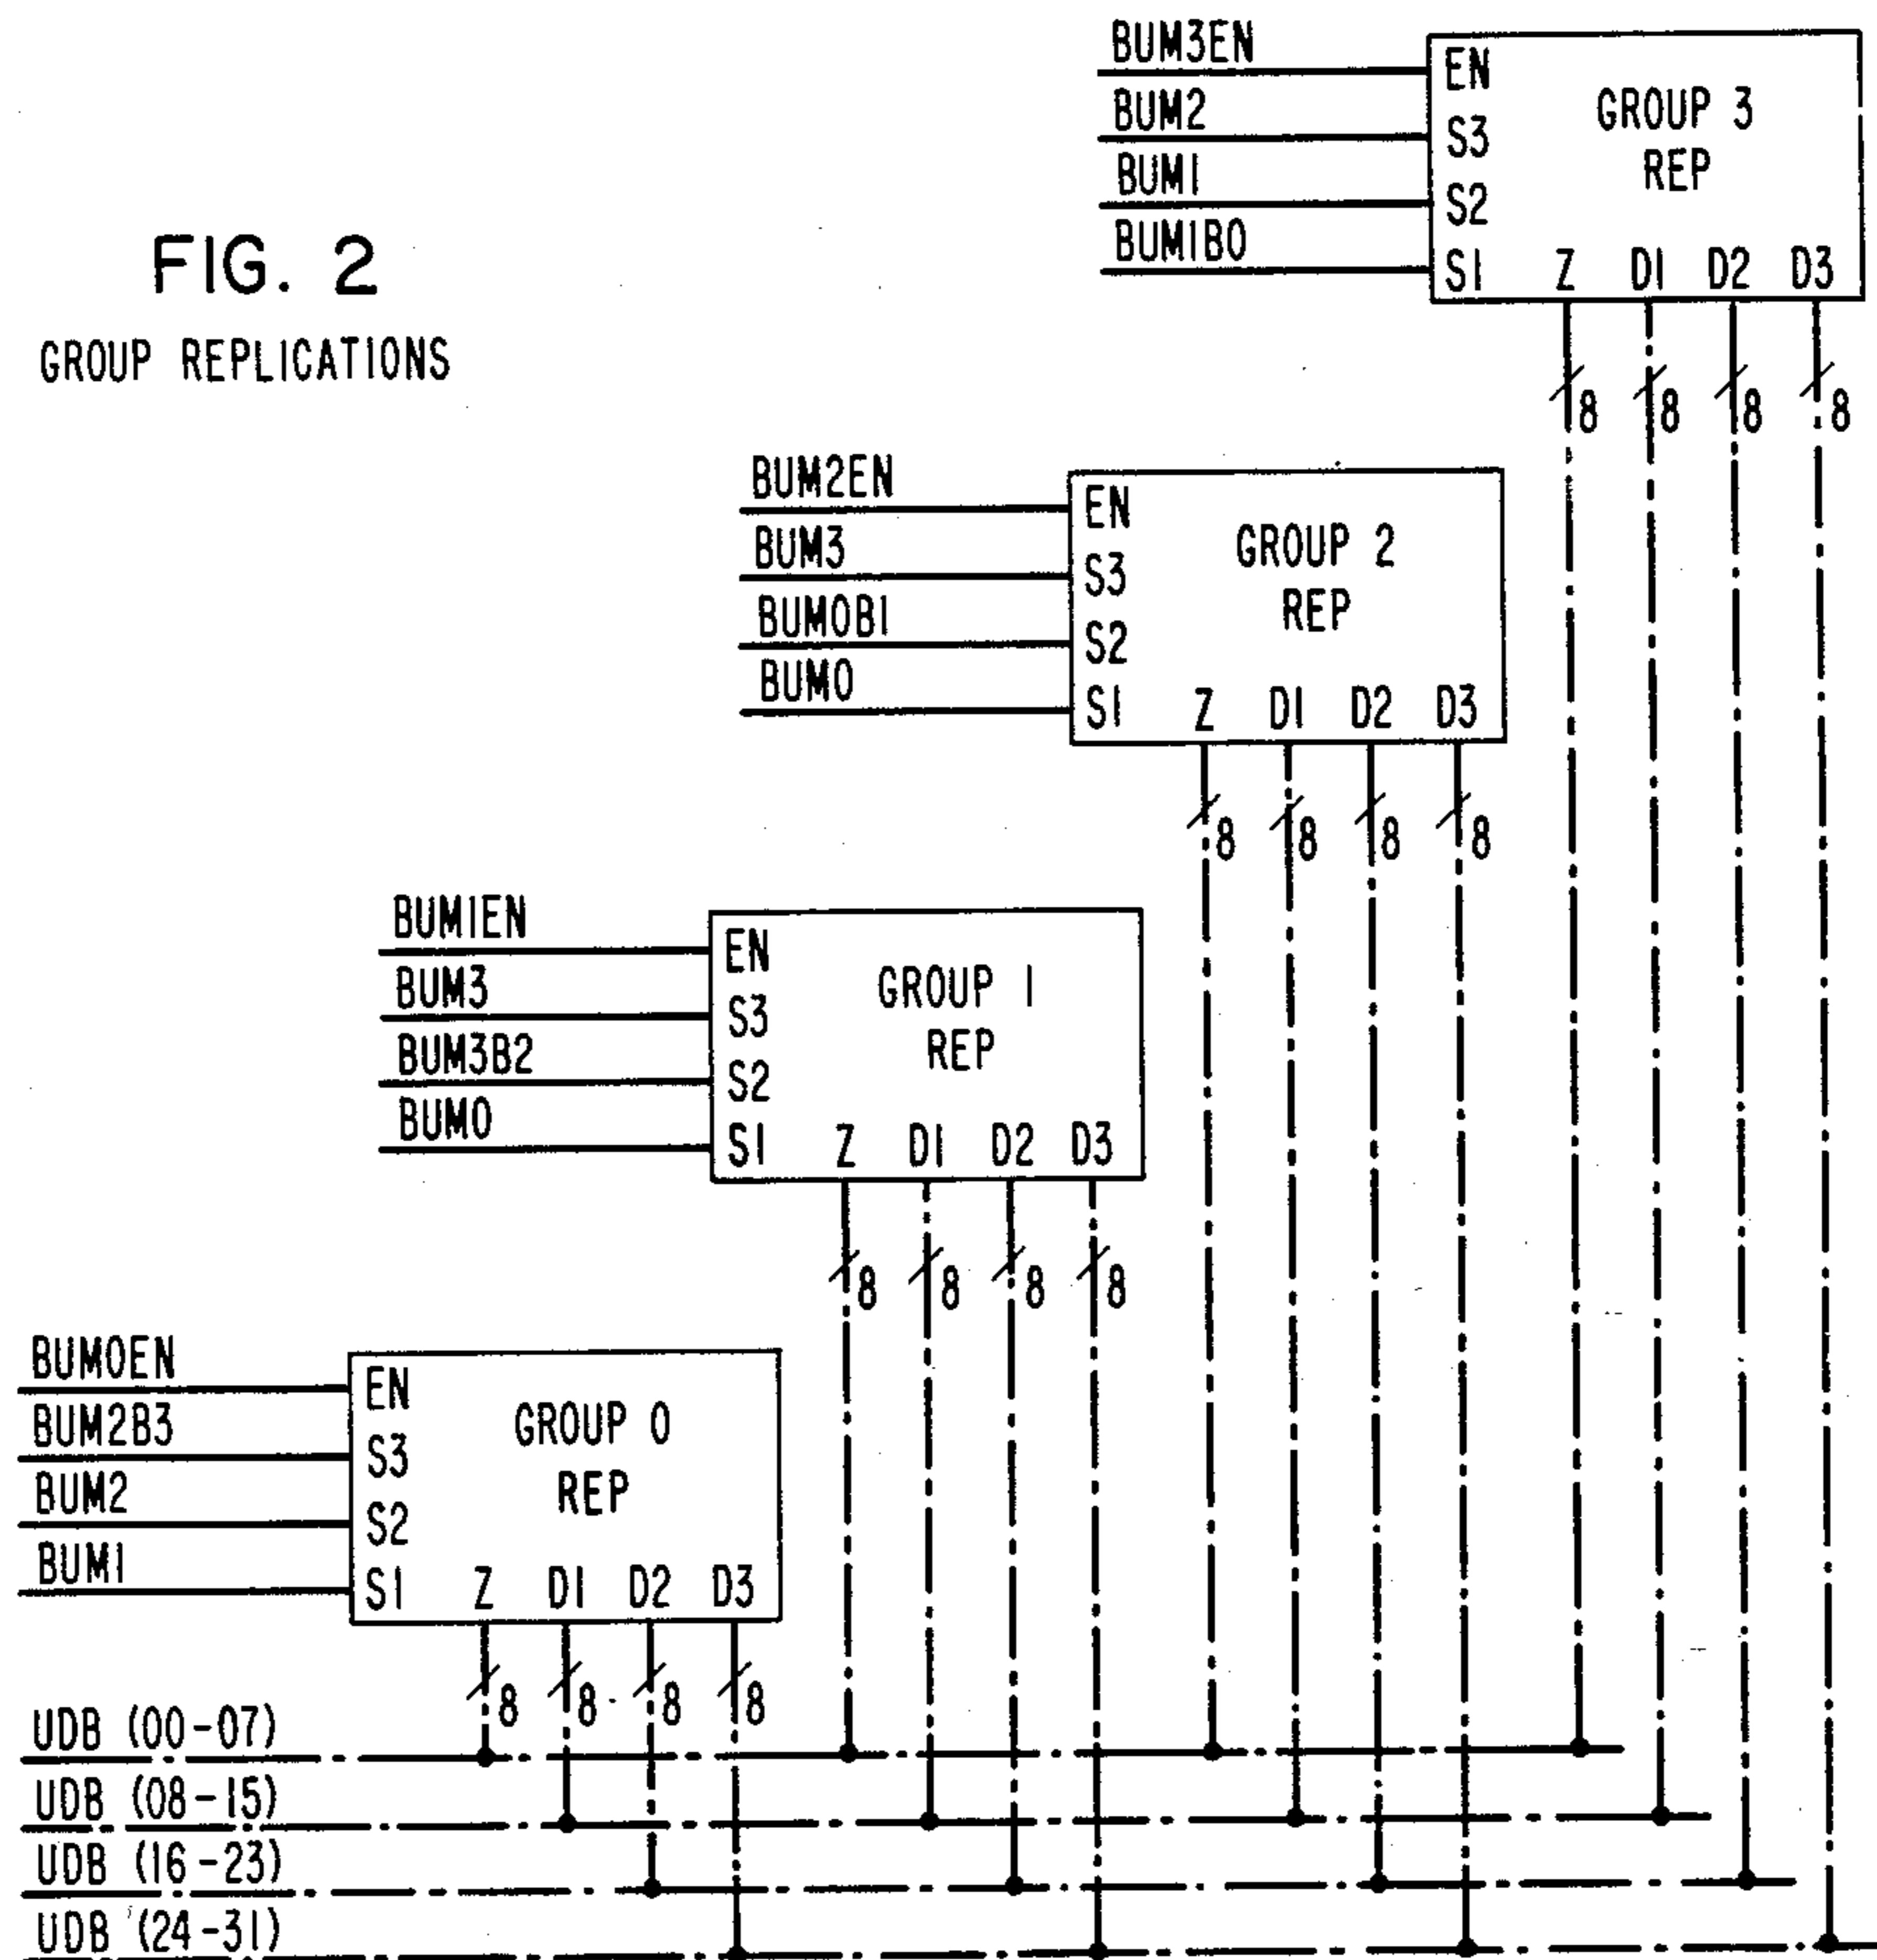 FIG. 2
GROUP REPLICATIONS
BUM3EN
BUM2
BUM1
BUM1B0
EN
S3
S2
S1
GROUP 3
REP
Z D1 D2 D3
8 8 8 8
BUM2EN
BUM3
BUM0B1
BUM0
EN
S3
S2
S1
GROUP 2
REP
Z D1 D2 D3
8 8 8 8
BUM1EN
BUM3
BUM3B2
BUM0
EN
S3
S2
S1
GROUP 1
REP
Z D1 D2 D3
8 8 8 8
BUM0EN
BUM2B3
BUM2
BUM1
EN
S3
S2
S1
GROUP 0
REP
Z D1 D2 D3
8 8 8 8
UDB (00-07)
UDB (08-15)
UDB (16-23)
UDB (24-31)